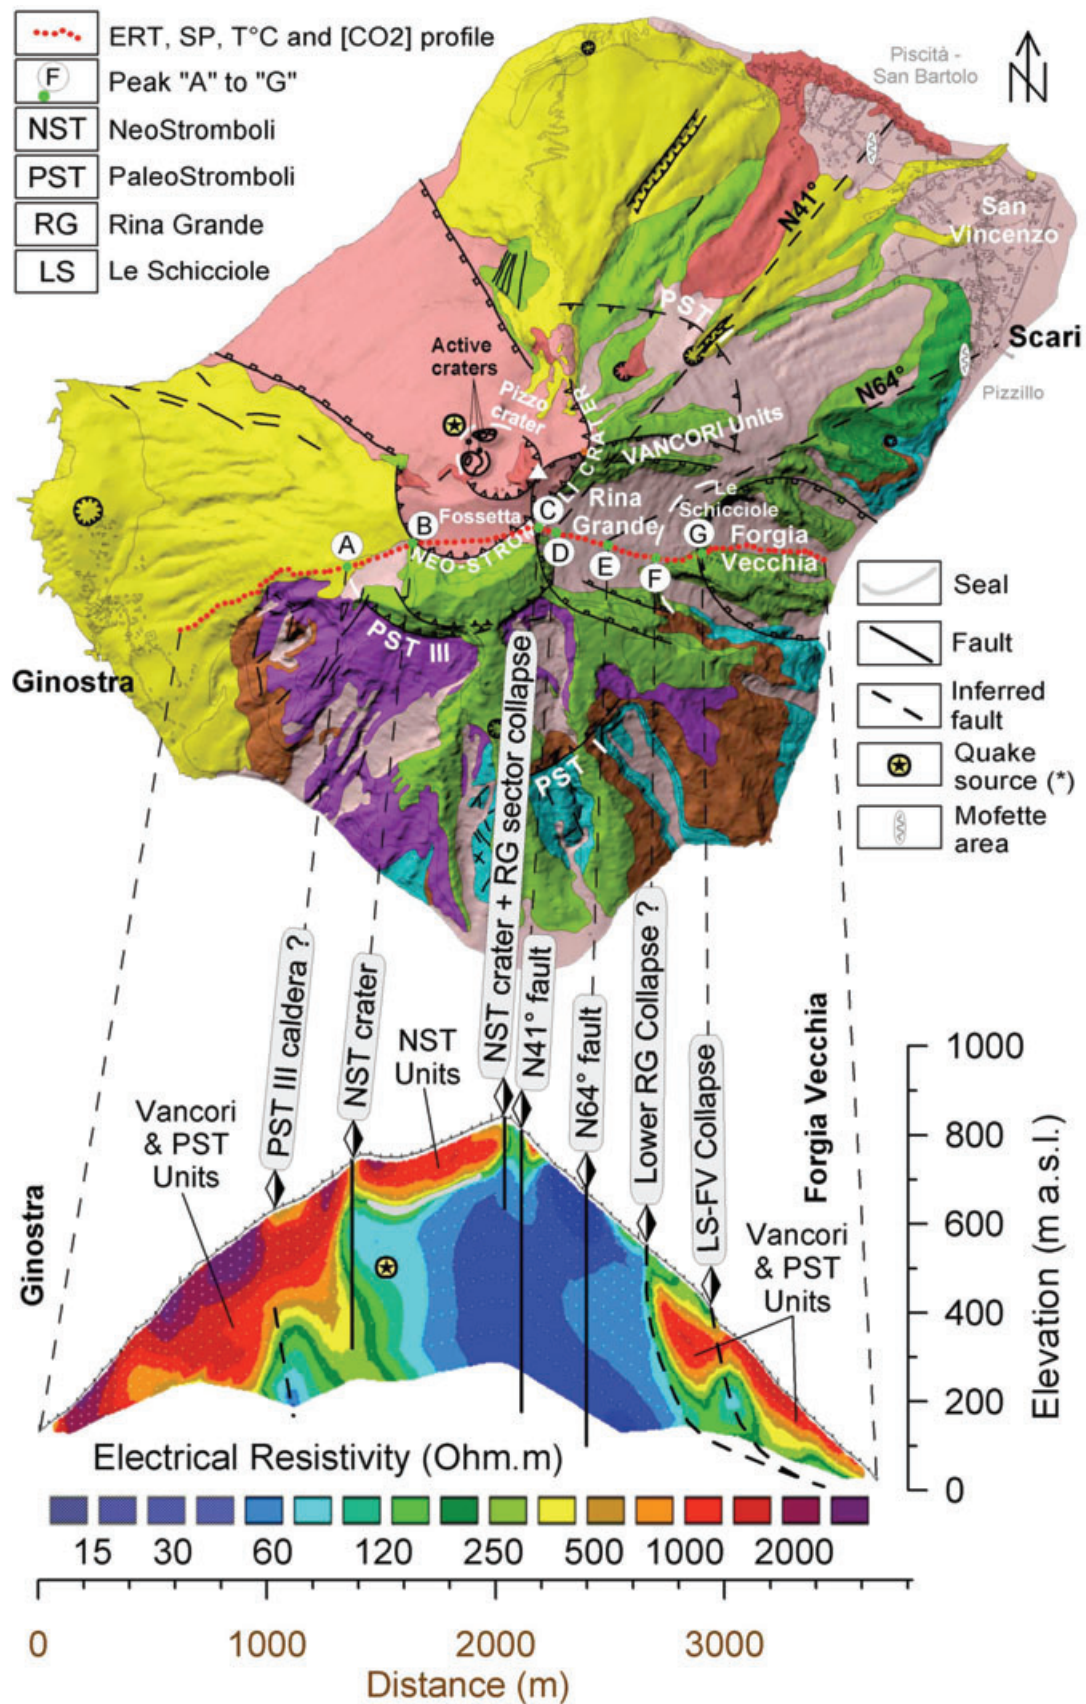 ERT, SP, T°C and [CO2] profile
F
Peak "A" to "G"
NST
NeoStromboli
PST
PaleoStromboli
RG
Rina Grande
LS
Le Schicciole
Piscità -
San Bartolo
N
N41°
San
Vincenzo
PST
Scari
Active
craters
Pizzo
crater
N64°
Pizzillo
VANCORI Units
NEO-STROMBOLI CRATER
Rina
Grande
Le
Schicciole
Fossetta
Forgia
Vecchia
A
B
C
D
E
F
G
PST III
Ginostra
PST
Seal
Fault
Inferred
fault
Quake
source (*)
Mofette
area
PST III caldera ?
NST crater
NST crater + RG sector collapse
N41° fault
N64° fault
Lower RG Collapse ?
LS-FV Collapse
Forgia Vecchia
Ginostra
Vancori
& PST
Units
NST
Units
Vancori
& PST
Units
1000
800
600
400
200
0
Elevation (m a.s.l.)
Electrical Resistivity (Ohm.m)
15 30 60 120 250 500 1000 2000
0 1000 2000 3000
Distance (m)